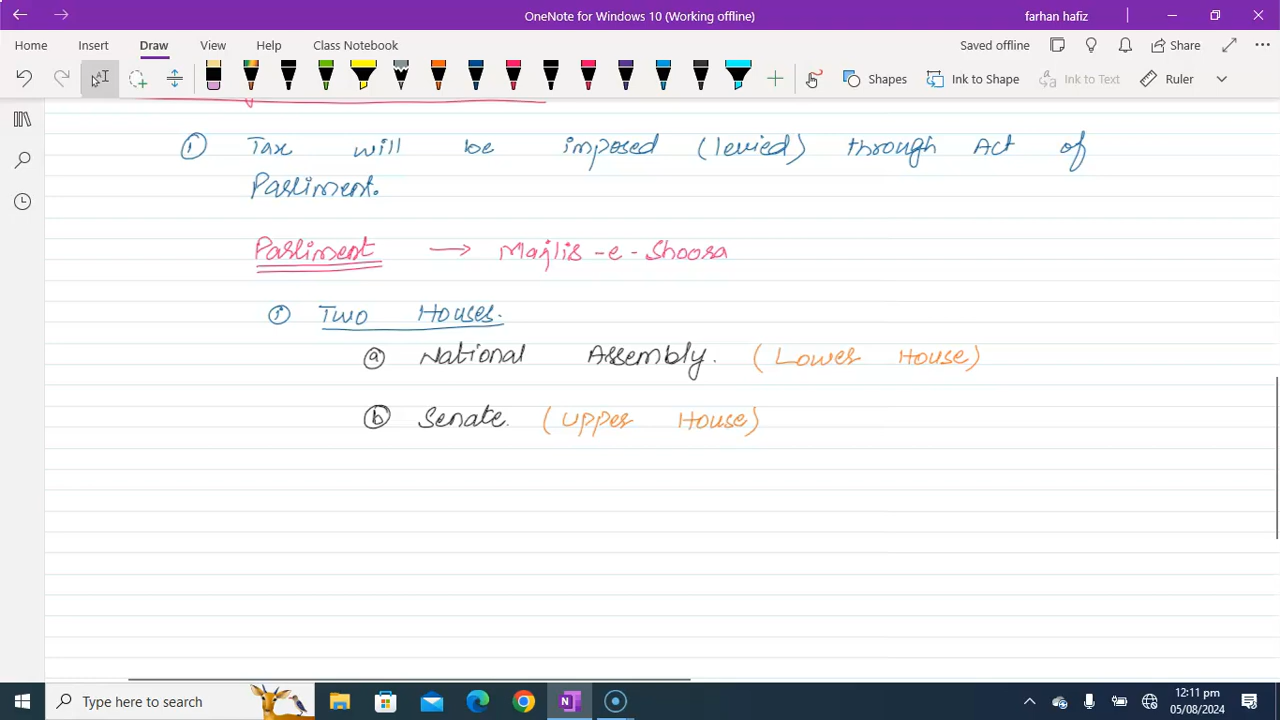 OneNote for Windows 10 (Working offline)
farhan hafiz
Home Insert Draw View Help Class Notebook
Saved offline
Share
Shapes
Ink to Shape
Ink to Text
Ruler
① Tax will be imposed (levied) through Act of
Parliment.
Parliment → Majlis-e-Shoora
① Two Houses.
ⓐ National Assembly. (Lower House)
ⓑ Senate. (Upper House)
Type here to search
12:11 pm
05/08/2024